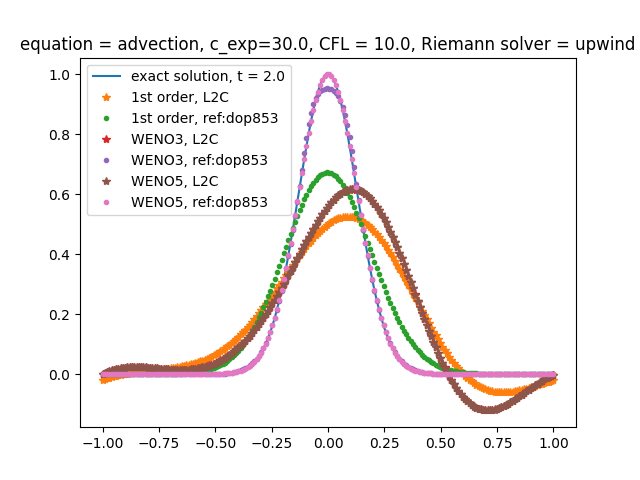 equation = advection, c_exp=30.0, CFL = 10.0, Riemann solver = upwind
exact solution, t = 2.0
1st order, L2C
1st order, ref:dop853
WENO3, L2C
WENO3, ref:dop853
WENO5, L2C
WENO5, ref:dop853
1.0
0.8
0.6
0.4
0.2
0.0
−1.00 −0.75 −0.50 −0.25 0.00 0.25 0.50 0.75 1.00